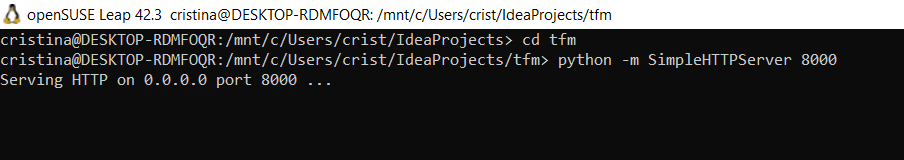 openSUSE Leap 42.3 cristina@DESKTOP-RDMFOQR: /mnt/c/Users/crist/IdeaProjects/tfm
cristina@DESKTOP-RDMFOQR:/mnt/c/Users/crist/IdeaProjects> cd tfm
cristina@DESKTOP-RDMFOQR:/mnt/c/Users/crist/IdeaProjects/tfm> python -m SimpleHTTPServer 8000
Serving HTTP on 0.0.0.0 port 8000 ...